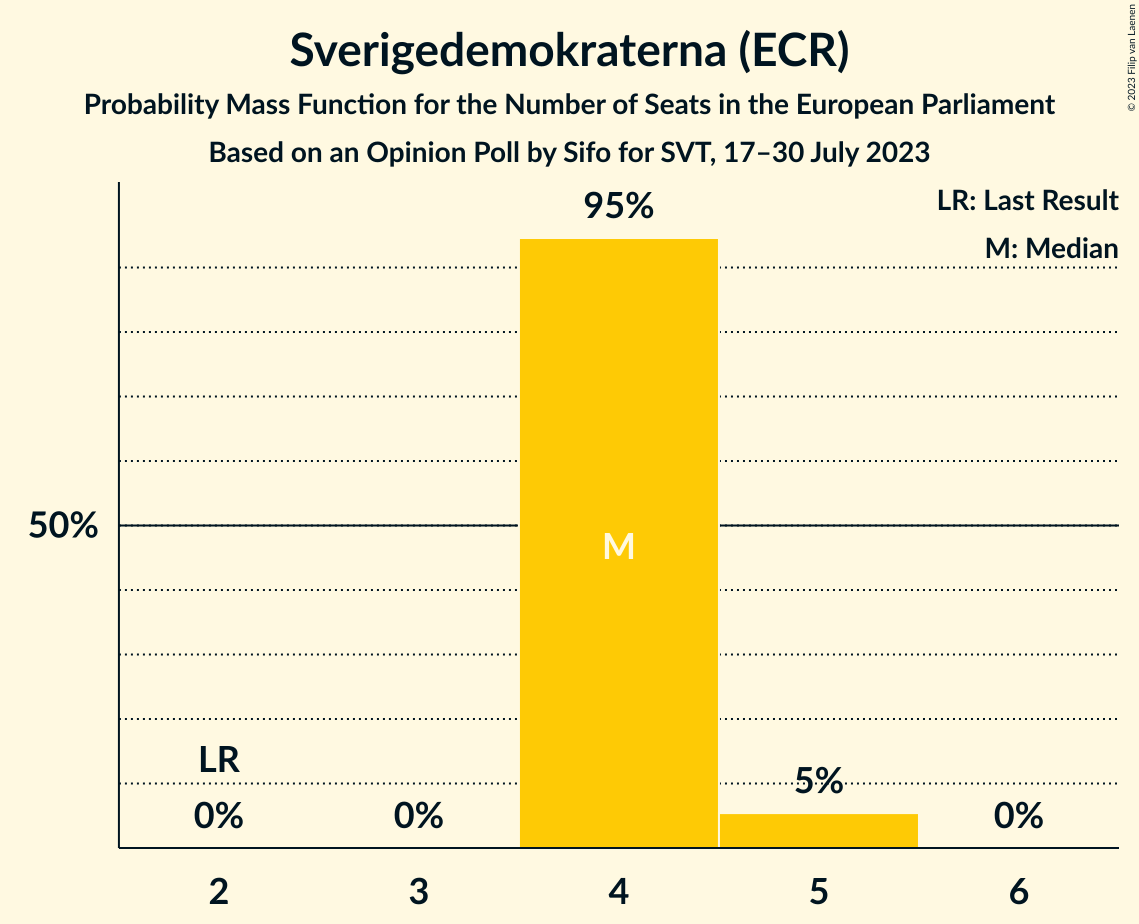 Sverigedemokraterna (ECR)
Probability Mass Function for the Number of Seats in the European Parliament
Based on an Opinion Poll by Sifo for SVT, 17–30 July 2023
© 2023 Filip van Laenen
LR: Last Result
M: Median
95%
50%
M
LR
5%
0%
0%
0%
2
3
4
5
6